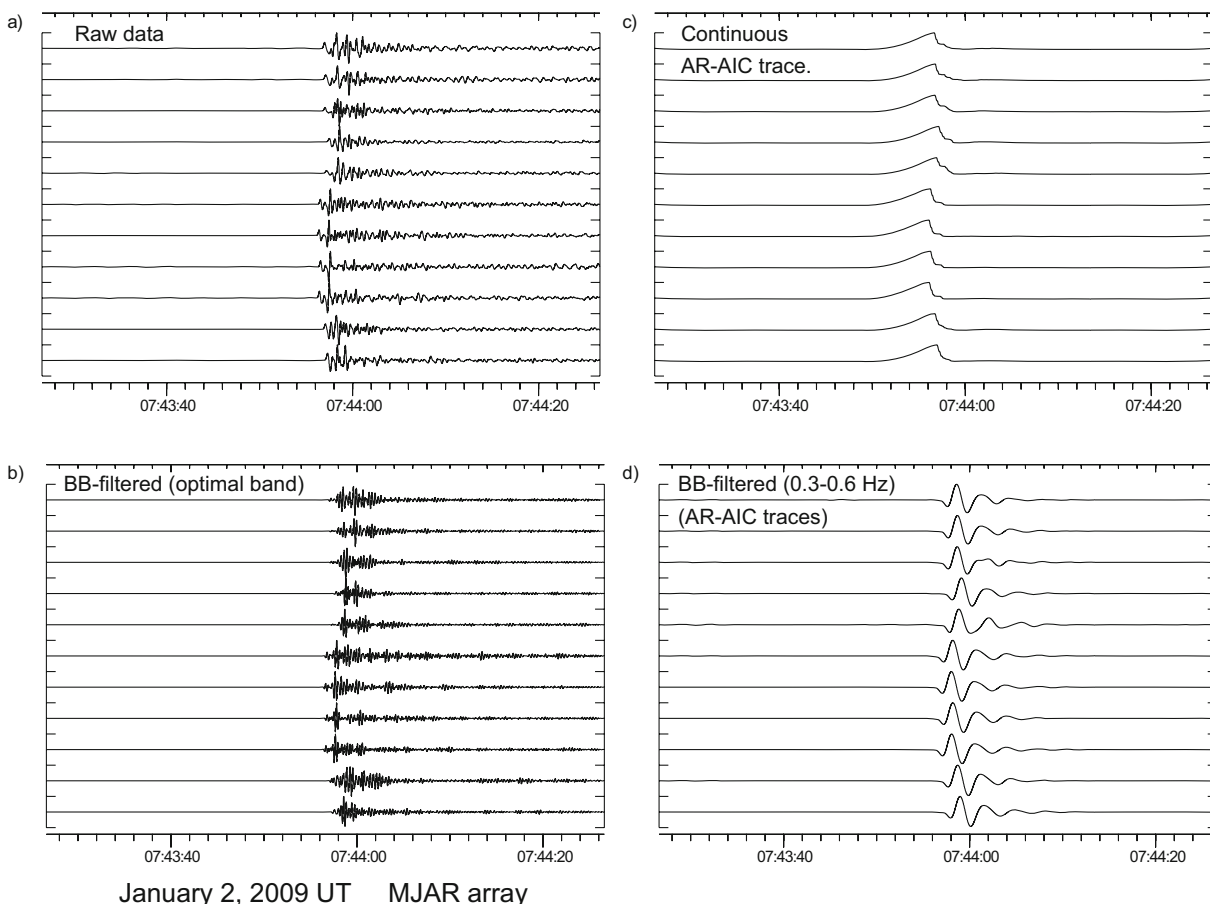 a)
Raw data
07:43:40 07:44:00 07:44:20
c)
Continuous
AR-AIC trace.
07:43:40 07:44:00 07:44:20
b)
BB-filtered (optimal band)
07:43:40 07:44:00 07:44:20
d)
BB-filtered (0.3-0.6 Hz)
(AR-AIC traces)
07:43:40 07:44:00 07:44:20
January 2, 2009 UT MJAR array